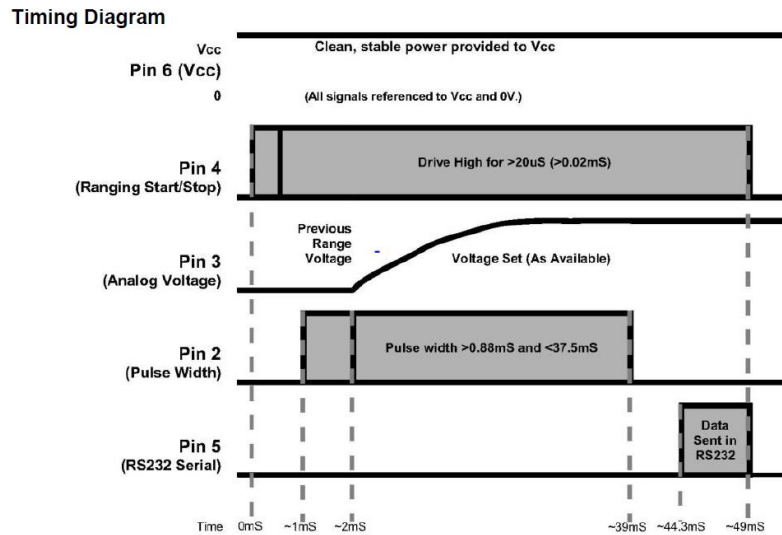 Timing Diagram
Vcc
Clean, stable power provided to Vcc
Pin 6 (Vcc)
0
(All signals referenced to Vcc and 0V.)
Pin 4
(Ranging Start/Stop)
Drive High for >20uS (>0.02mS)
Previous
Range
Voltage
Pin 3
(Analog Voltage)
Voltage Set (As Available)
Pin 2
(Pulse Width)
Pulse width >0.88mS and <37.5mS
Pin 5
(RS232 Serial)
Data
Sent in
RS232
Time 0mS ~1mS ~2mS ~39mS ~44.3mS ~49mS